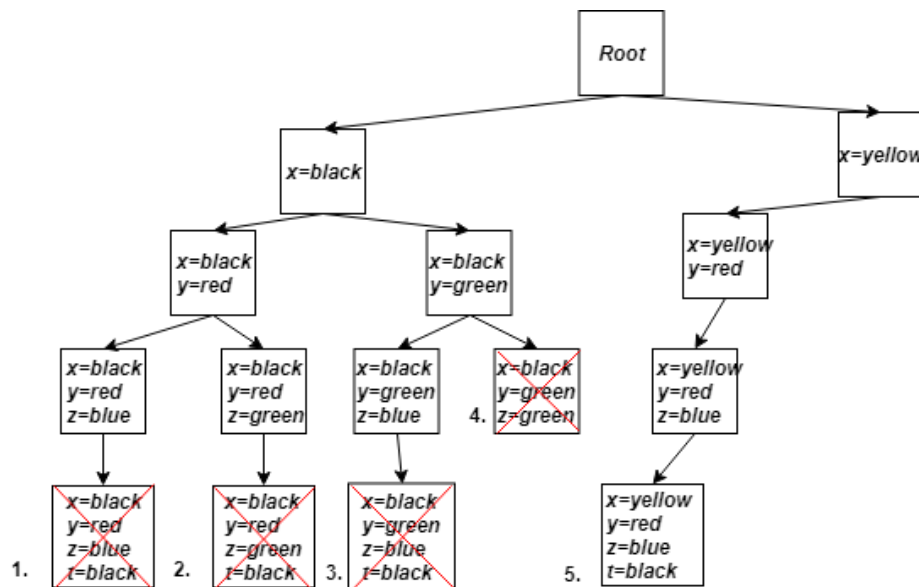 Root
x=black
x=yellow
x=black
y=red
x=black
y=green
x=yellow
y=red
x=black
y=red
z=blue
x=black
y=red
z=green
x=black
y=green
z=blue
4.
x=black
y=green
z=green
x=yellow
y=red
z=blue
1.
x=black
y=red
z=blue
t=black
2.
x=black
y=red
z=green
t=black
3.
x=black
y=green
z=blue
t=black
5.
x=yellow
y=red
z=blue
t=black